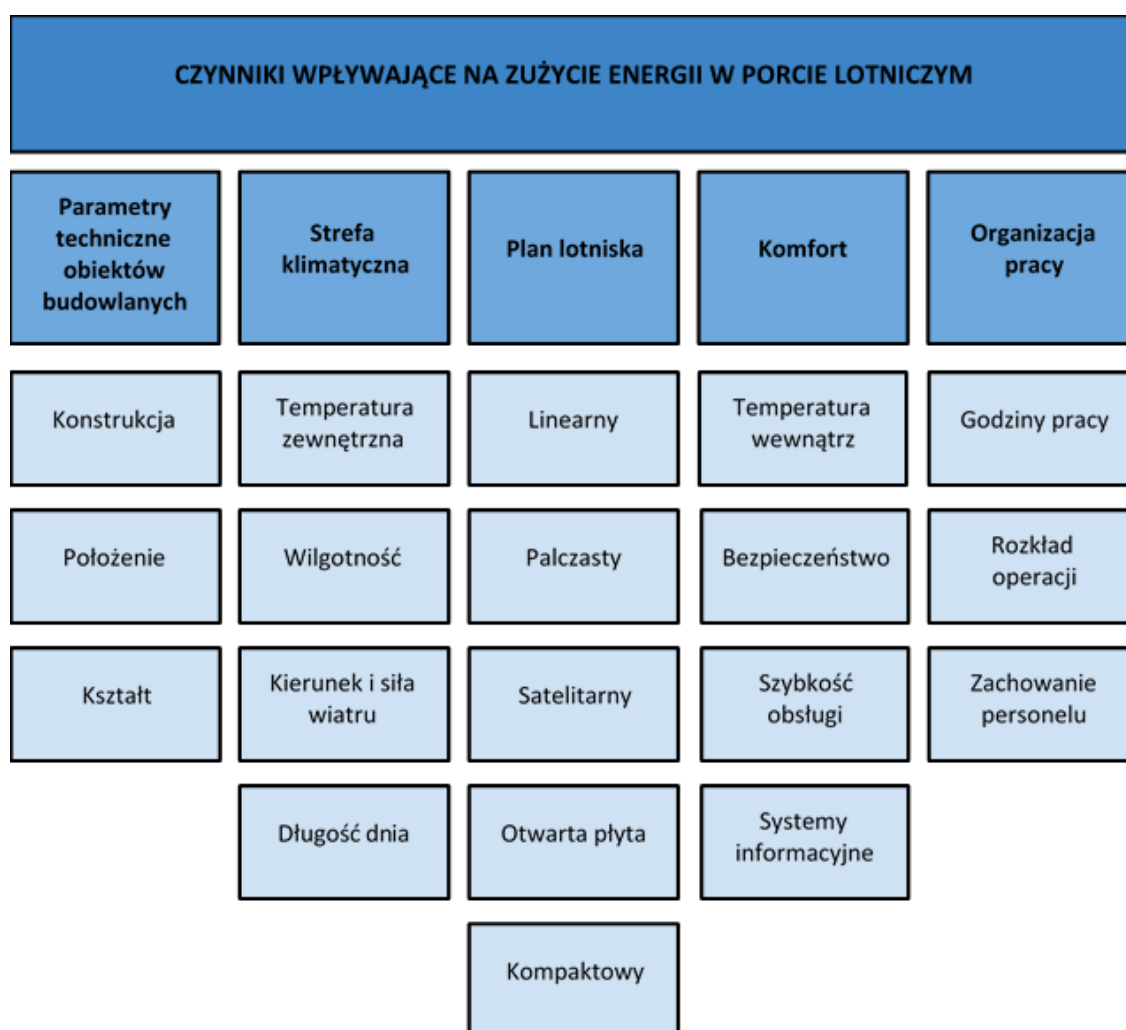 CZYNNIKI WPŁYWAJĄCE NA ZUŻYCIE ENERGII W PORCIE LOTNICZYM
Parametry
techniczne
obiektów
budowlanych
Strefa
klimatyczna
Plan lotniska
Komfort
Organizacja
pracy
Konstrukcja
Temperatura
zewnętrzna
Linearny
Temperatura
wewnątrz
Godziny pracy
Położenie
Wilgotność
Palczasty
Bezpieczeństwo
Rozkład
operacji
Kształt
Kierunek i siła
wiatru
Satelitarny
Szybkość
obsługi
Zachowanie
personelu
Długość dnia
Otwarta płyta
Systemy
informacyjne
Kompaktowy